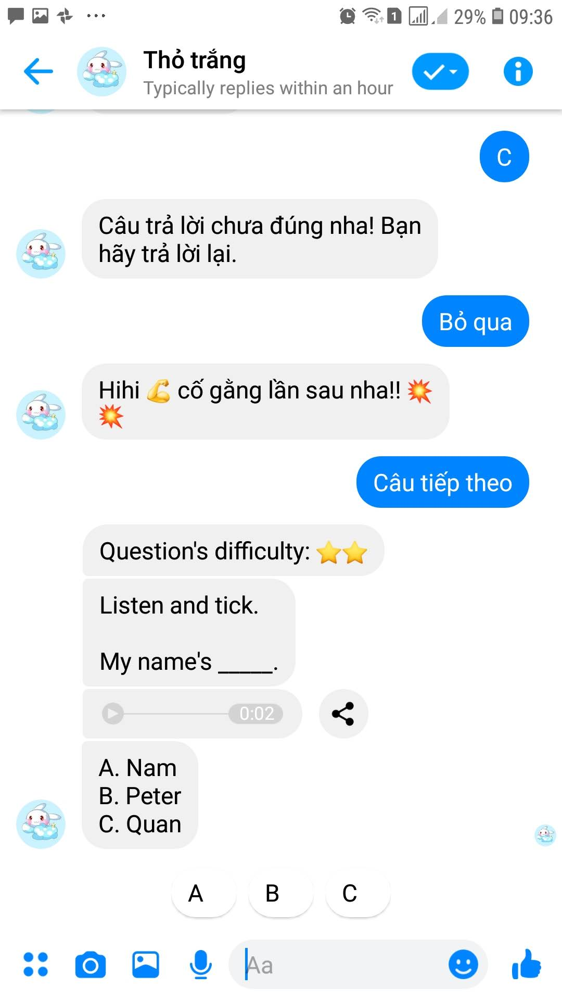 29% 1 09:36
Thỏ trắng
Typically replies within an hour
C
Câu trả lời chưa đúng nha! Bạn
hãy trả lời lại.
Bỏ qua
Hihi 💪 cố gằng lần sau nha!! 💥
💥
Câu tiếp theo
Question's difficulty: ⭐⭐
Listen and tick.
My name's _____.
0:02
A. Nam
B. Peter
C. Quan
A B C
Aa